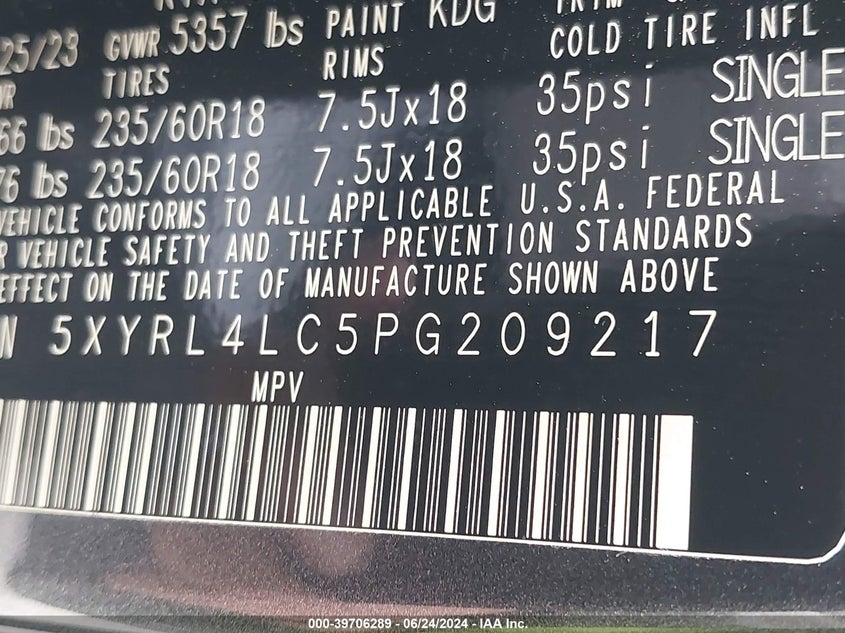 PAINT KDG
25/23 GVWR 5357 lbs
COLD TIRE INFL
TIRES RIMS
66 lbs 235/60R18 7.5Jx18 35psi SINGLE
76 lbs 235/60R18 7.5Jx18 35psi SINGLE
VEHICLE CONFORMS TO ALL APPLICABLE U.S.A. FEDERAL
R VEHICLE SAFETY AND THEFT PREVENTION STANDARDS
EFFECT ON THE DATE OF MANUFACTURE SHOWN ABOVE
N 5XYRL4LC5PG209217
MPV
000-39706289 - 06/24/2024 - IAA Inc.